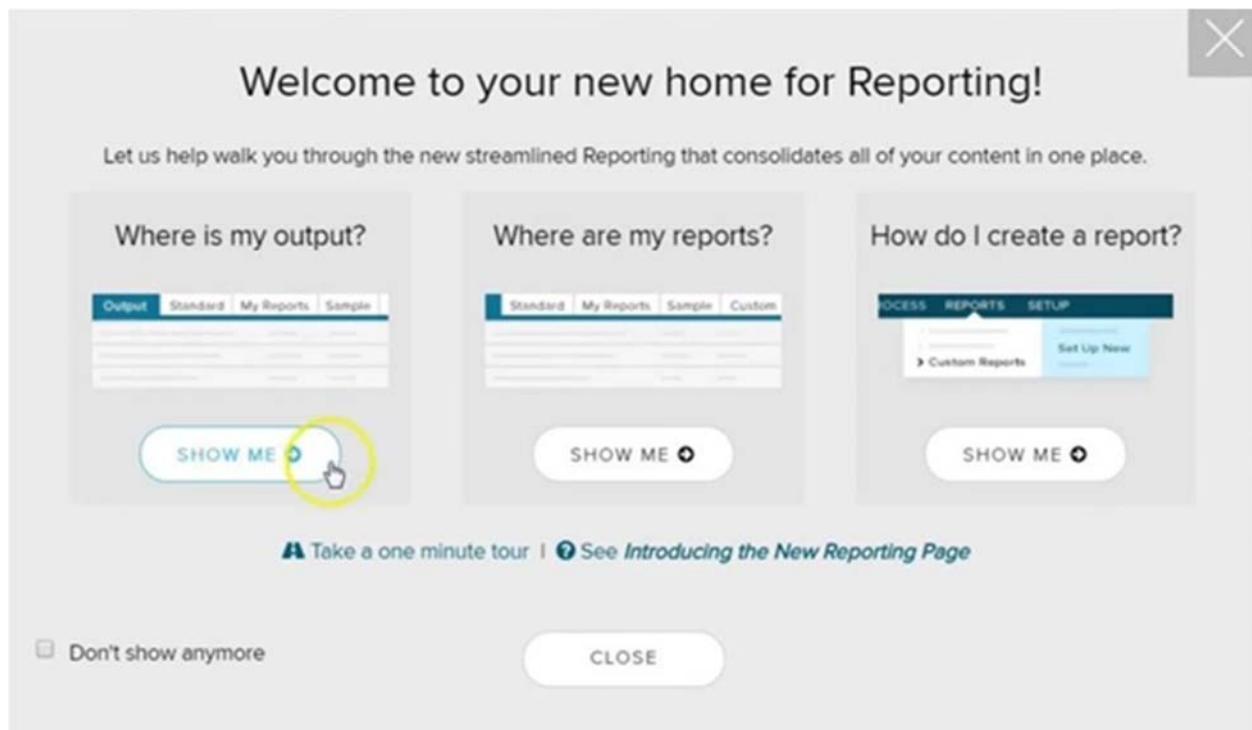 Welcome to your new home for Reporting!
Let us help walk you through the new streamlined Reporting that consolidates all of your content in one place.
Where is my output?
Output Standard My Reports Sample
SHOW ME
Where are my reports?
Standard My Reports Sample Custom
SHOW ME
How do I create a report?
OCESS REPORTS SETUP
Set Up New
Custom Reports
SHOW ME
Take a one minute tour | See Introducing the New Reporting Page
Don't show anymore
CLOSE